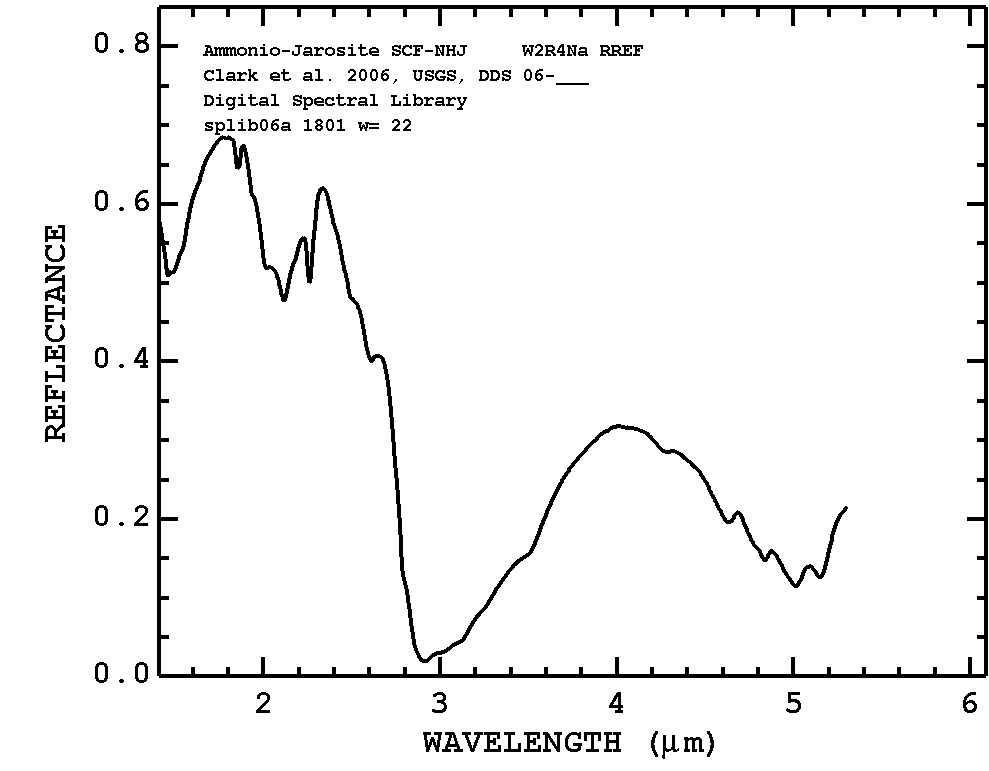 0.8
0.6
0.4
0.2
0.0
REFLECTANCE
Ammonio-Jarosite SCF-NHJ W2R4Na RREF
Clark et al. 2006, USGS, DDS 06-___
Digital Spectral Library
splib06a 1801 w= 22
2 3 4 5 6
WAVELENGTH (μm)